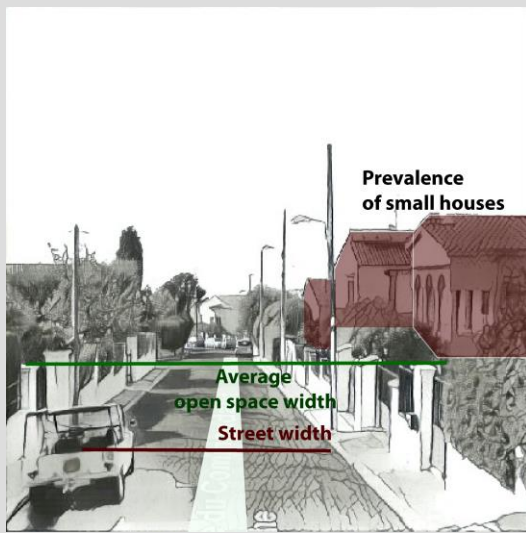 Prevalence
of small houses
Average
open space width
Street width